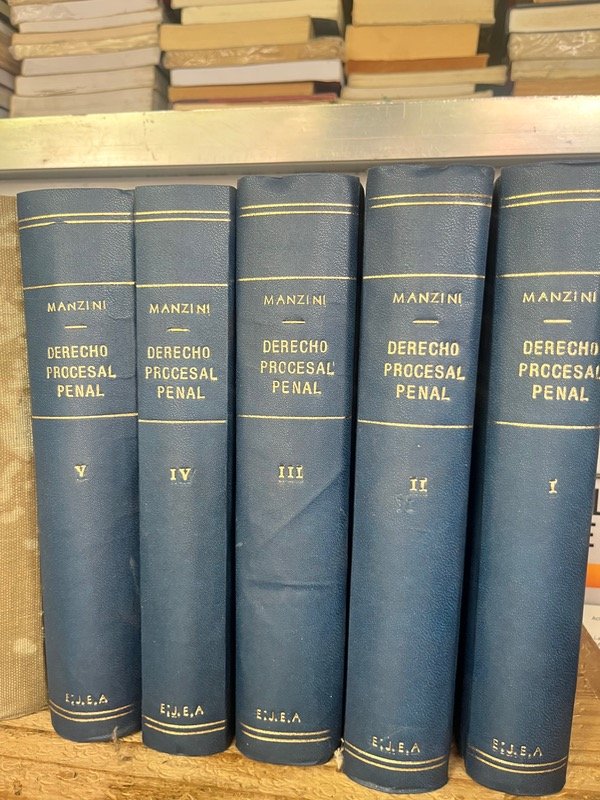 MANZINI
DERECHO
PROCESAL
PENAL
V
E.J.E.A
MANZINI
DERECHO
PROCESAL
PENAL
IV
E.J.E.A
MANZINI
DERECHO
PROCESAL
PENAL
III
E.J.E.A
MANZINI
DERECHO
PROCESAL
PENAL
II
E.J.E.A
MANZINI
DERECHO
PROCESAL
PENAL
I
E.J.E.A